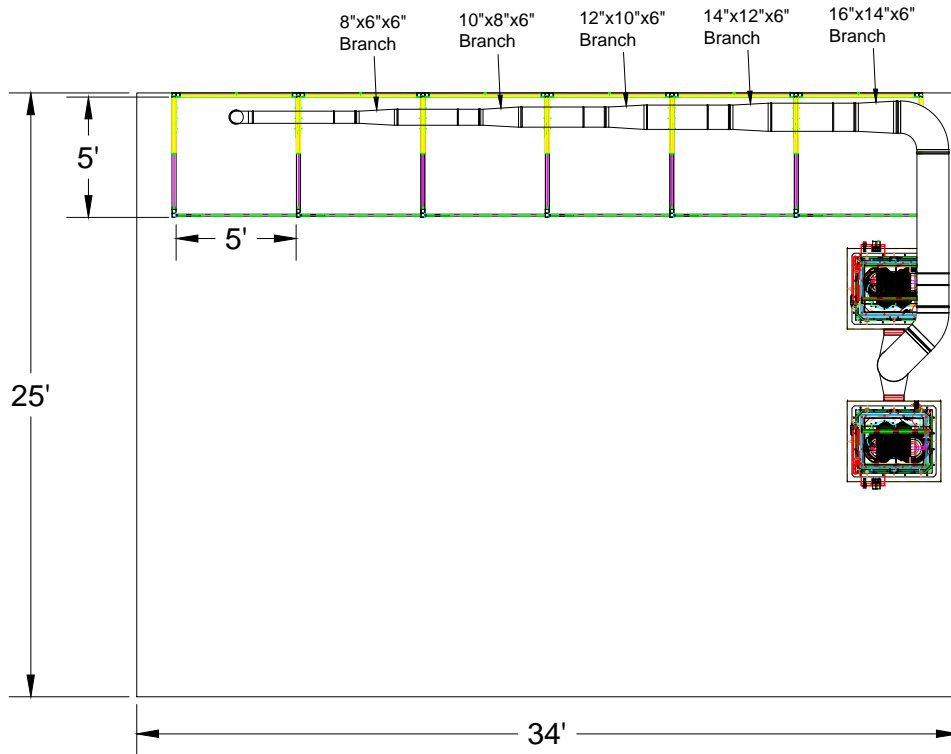 8"x6"x6"
Branch
10"x8"x6"
Branch
12"x10"x6"
Branch
14"x12"x6"
Branch
16"x14"x6"
Branch
5'
5'
25'
34'